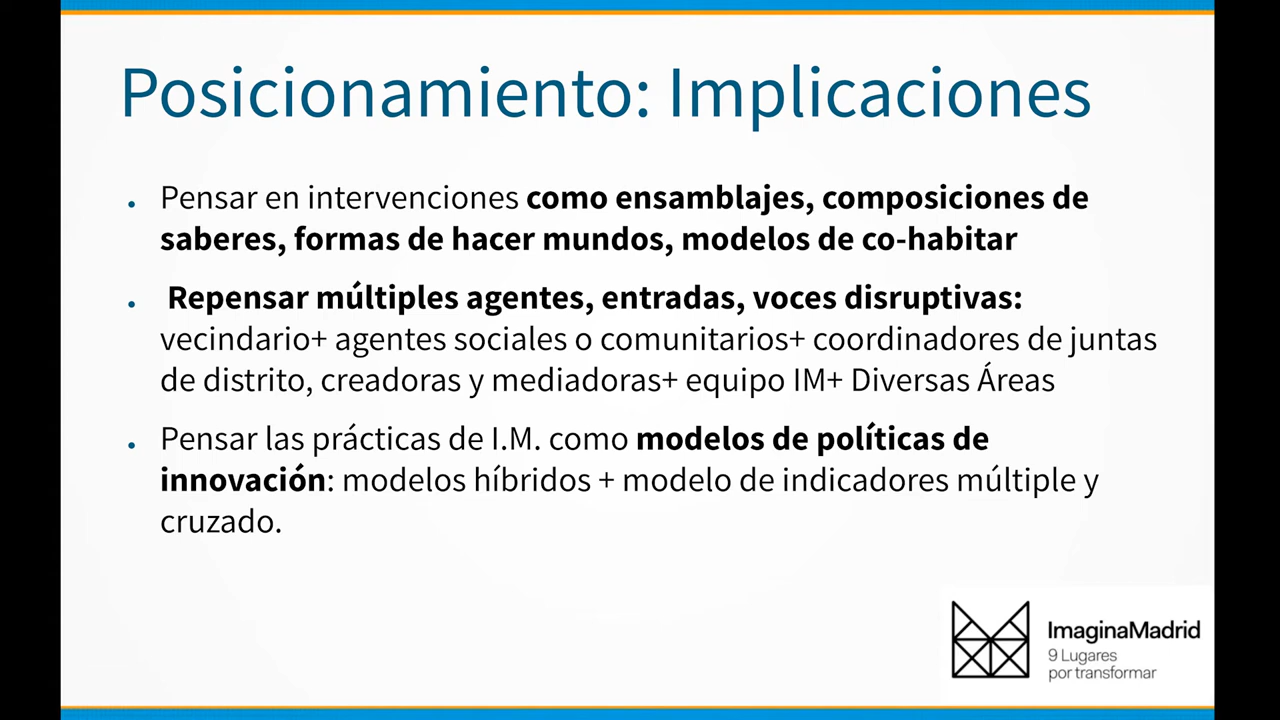 Posicionamiento: Implicaciones
• Pensar en intervenciones como ensamblajes, composiciones de
saberes, formas de hacer mundos, modelos de co-habitar
• Repensar múltiples agentes, entradas, voces disruptivas:
vecindario+ agentes sociales o comunitarios+ coordinadores de juntas
de distrito, creadoras y mediadoras+ equipo IM+ Diversas Áreas
• Pensar las prácticas de I.M. como modelos de políticas de
innovación: modelos híbridos + modelo de indicadores múltiple y
cruzado.
ImaginaMadrid
9 Lugares
por transformar